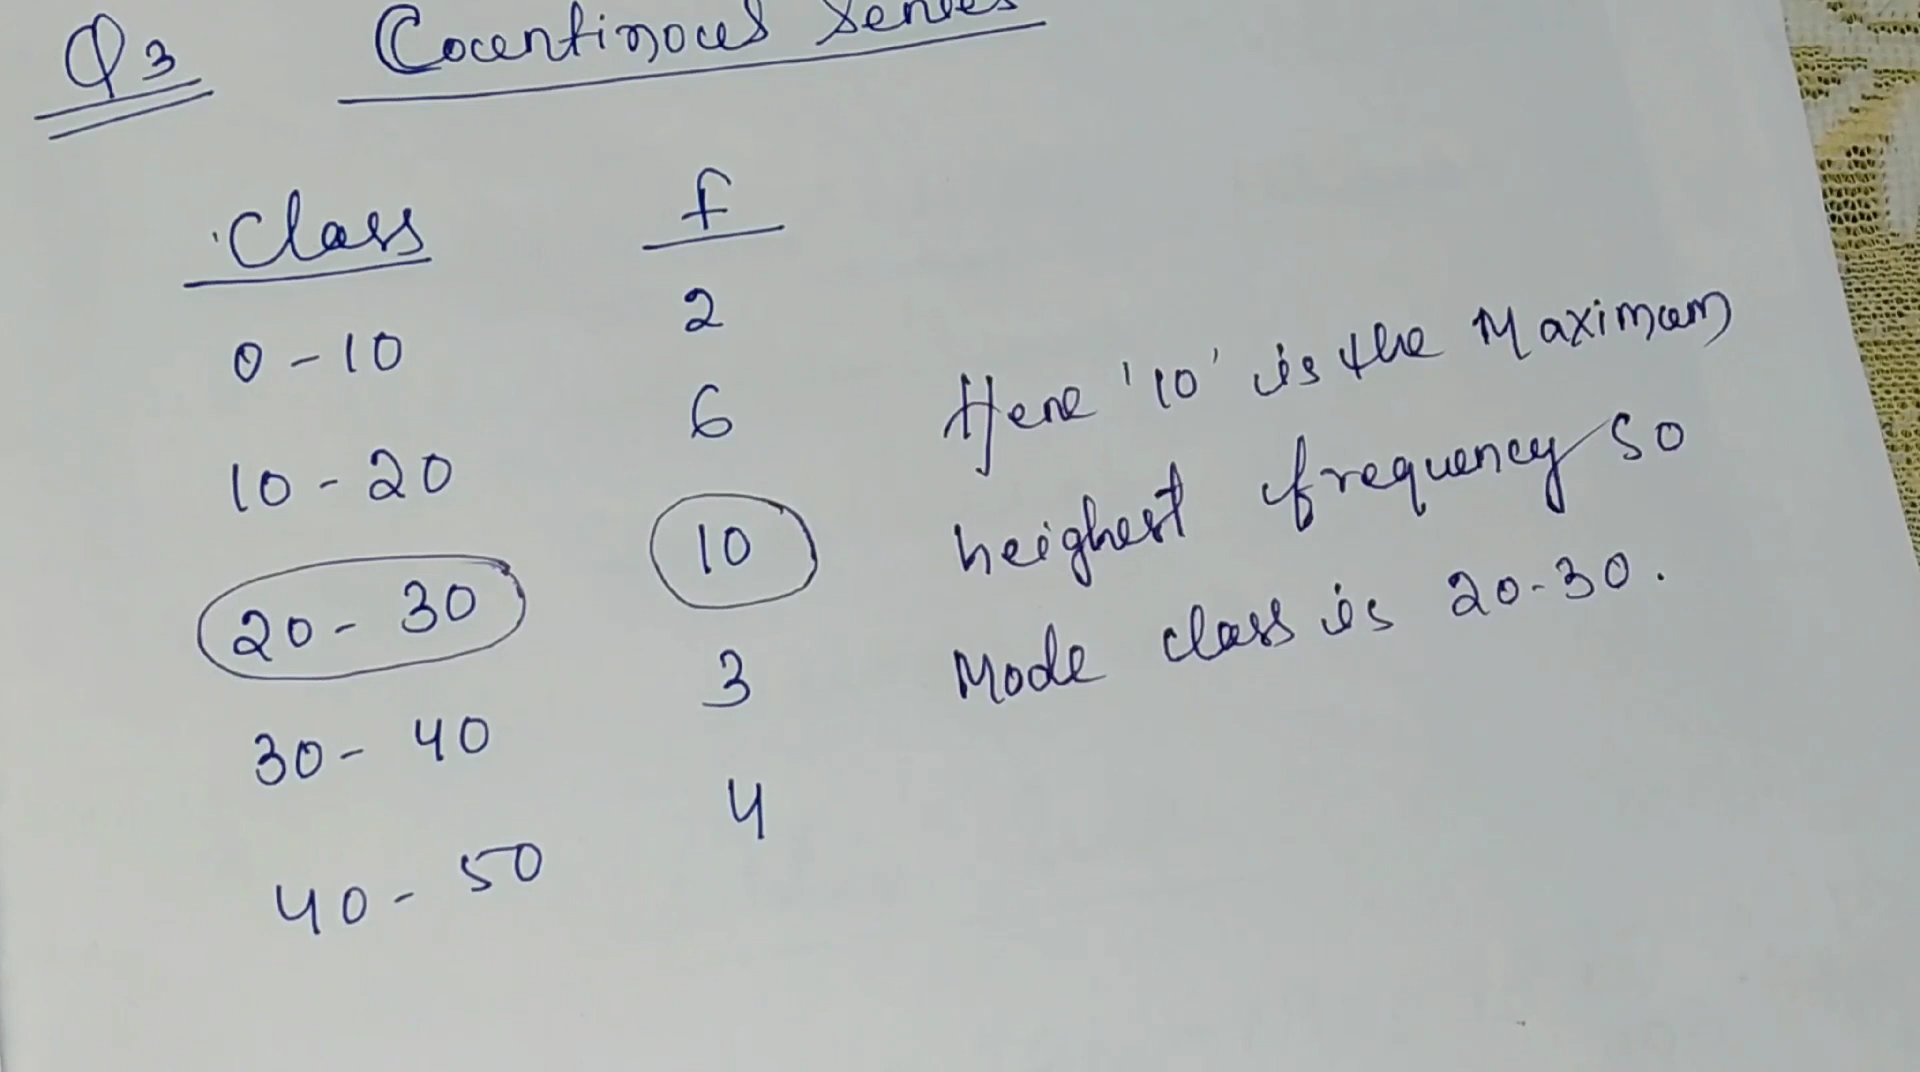 Q3 Countinous Series
Class f
0-10 2
10-20 6
20-30 10
30-40 3
40-50 4
Here '10' is the Maximum
heighest frequency so
Mode class is 20-30.